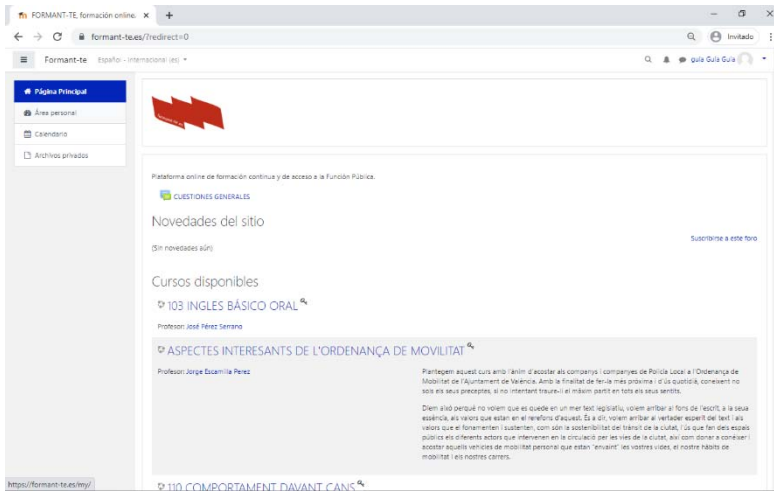 FORMANT-TE, formación online,
formant-te.es/?redirect=0
Invitado
Formant-te Español - Internacional (es)
guia Guia Guia
Página Principal
Área personal
Calendario
Archivos privados
Plataforma online de formación continua y de acceso a la Función Pública.
CUESTIONES GENERALES
Novedades del sitio
Suscribirse a este foro
(Sin novedades aún)
Cursos disponibles
103 INGLES BÁSICO ORAL
Profesor: José Pérez Serrano
ASPECTES INTERESANTS DE L'ORDENANÇA DE MOVILITAT
Profesor: Jorge Escamilla Perez
Plantegem aquest curs amb l'ànim d'acostar als companys i companyes de Policia Local a l'Ordenança de
Mobilitat de l'Ajuntament de València. Amb la finalitat de fer-la més pròxima i d'ús quotidià, coneixent no
sols els seus preceptes, si no intentant traure-li el màxim partit en tots els seus sentits.
Diem això perquè no volem que es quede en un mer text legislatiu, volem arribar al fons de l'escrit, a la seua
essència, als valors que estan en el rerefons d'aquest. És a dir, volem arribar al vertader esperit del text i als
valors que el fonamenten i sustenten, com són la sostenibilitat del trànsit de la ciutat, l'ús que fan dels espais
públics els diferents actors que intervenen en la circulació per les vies de la ciutat, així com donar a conèixer i
acostar aquells vehicles de mobilitat personal que estan "envaint" les vostres vides, el nostre hàbits de
mobilitat i els nostres carrers.
110 COMPORTAMENT DAVANT CANS
https://formant-te.es/my/